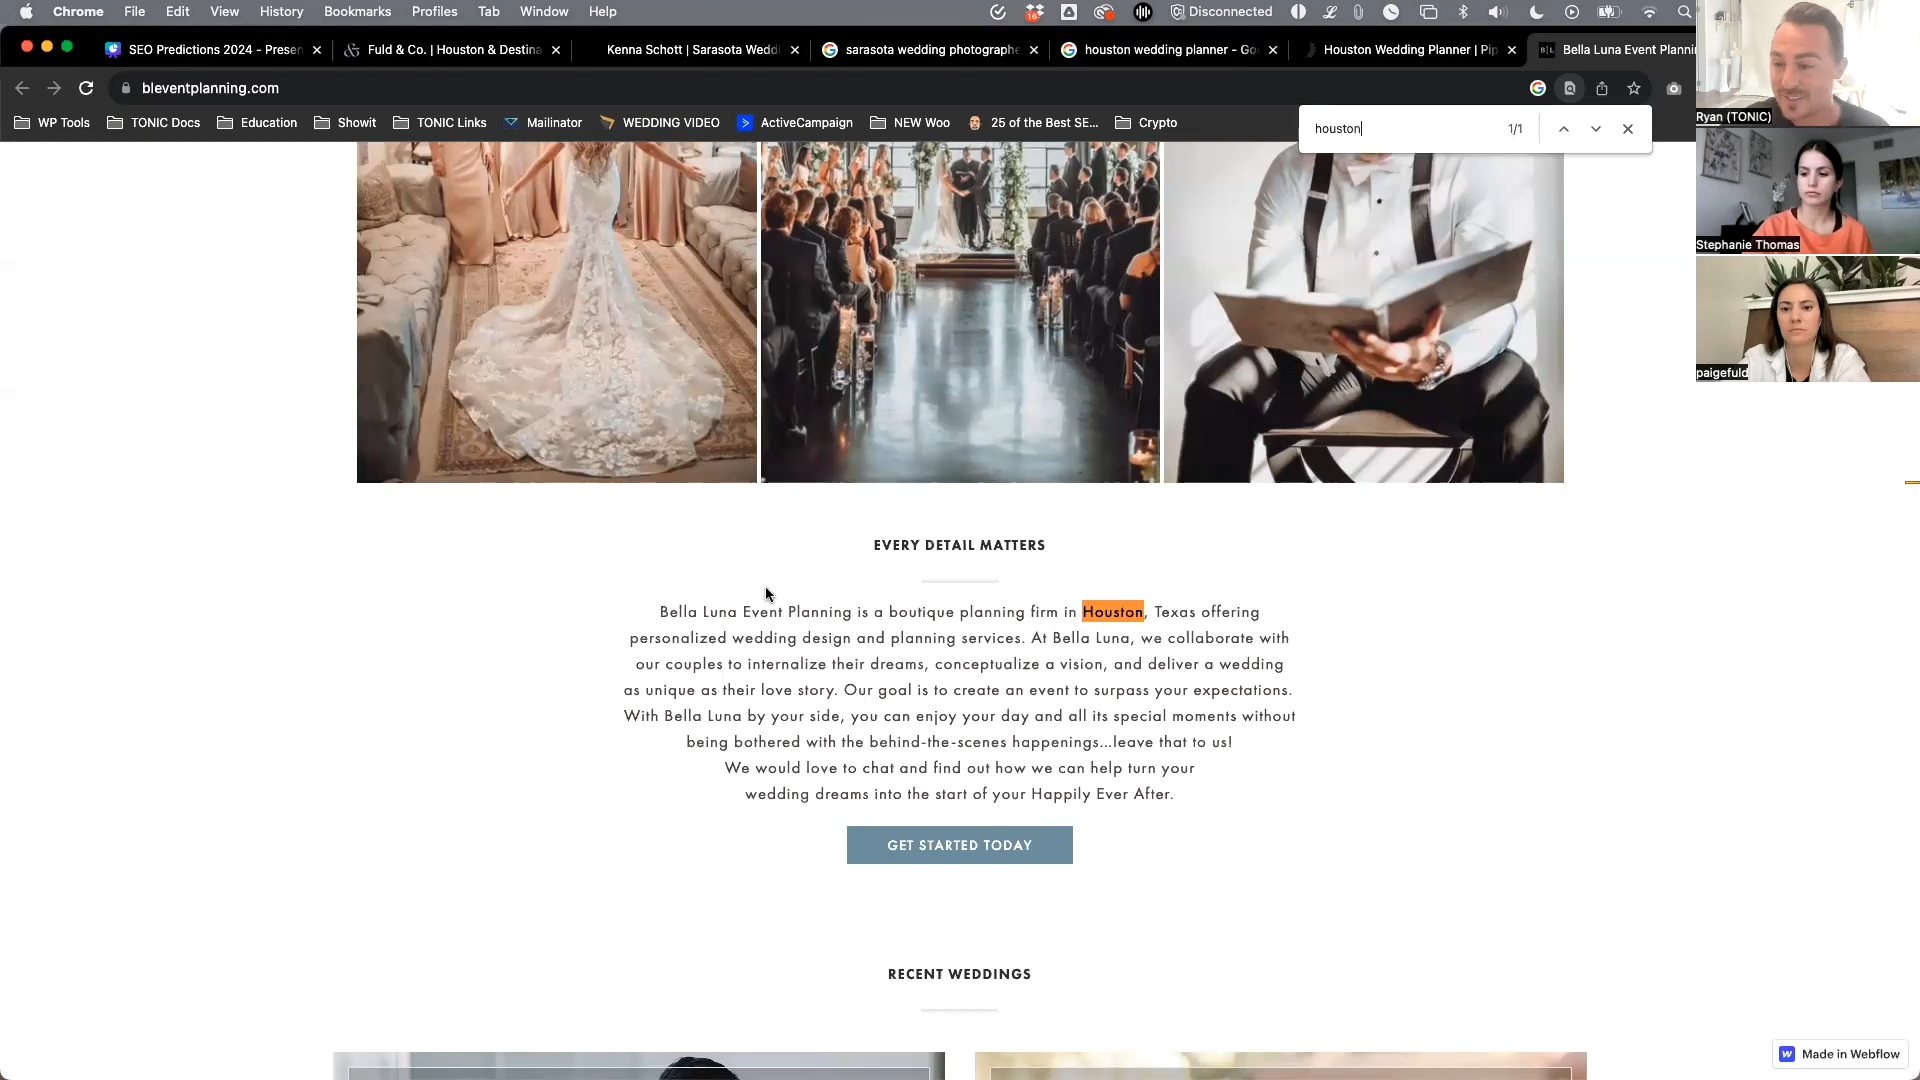 Chrome File Edit View History Bookmarks Profiles Tab Window Help
16
Disconnected
SEO Predictions 2024 - Presen
Fuld & Co. | Houston & Destina
Kenna Schott | Sarasota Wedd
sarasota wedding photographe
houston wedding planner - Go
Houston Wedding Planner | Pip
B|L Bella Luna Event Planni
bleventplanning.com
WP Tools
TONIC Docs
Education
Showit
TONIC Links
Mailinator
WEDDING VIDEO
ActiveCampaign
NEW Woo
25 of the Best SE...
Crypto
houston 1/1
Ryan (TONIC)
Stephanie Thomas
paigefuld
EVERY DETAIL MATTERS
Bella Luna Event Planning is a boutique planning firm in Houston, Texas offering
personalized wedding design and planning services. At Bella Luna, we collaborate with
our couples to internalize their dreams, conceptualize a vision, and deliver a wedding
as unique as their love story. Our goal is to create an event to surpass your expectations.
With Bella Luna by your side, you can enjoy your day and all its special moments without
being bothered with the behind-the-scenes happenings...leave that to us!
We would love to chat and find out how we can help turn your
wedding dreams into the start of your Happily Ever After.
GET STARTED TODAY
RECENT WEDDINGS
Made in Webflow